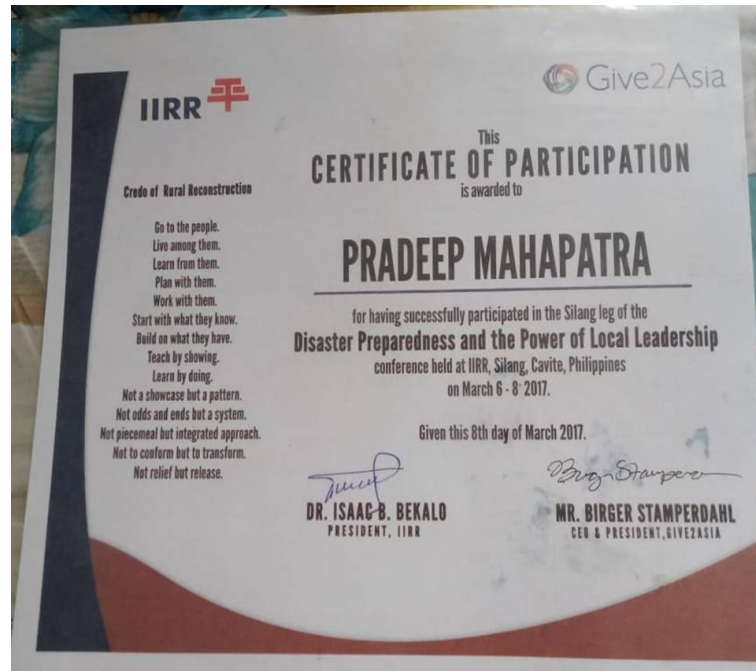 IIRR
Give2Asia
Credo of Rural Reconstruction
Go to the people.
Live among them.
Learn from them.
Plan with them.
Work with them.
Start with what they know.
Build on what they have.
Teach by showing.
Learn by doing.
Not a showcase but a pattern.
Not odds and ends but a system.
Not piecemeal but integrated approach.
Not to conform but to transform.
Not relief but release.
This
CERTIFICATE OF PARTICIPATION
is awarded to
PRADEEP MAHAPATRA
for having successfully participated in the Silang leg of the
Disaster Preparedness and the Power of Local Leadership
conference held at IIRR, Silang, Cavite, Philippines
on March 6 - 8 2017.
Given this 8th day of March 2017.
DR. ISAAC B. BEKALO
PRESIDENT, IIRR
Birger Stamper
MR. BIRGER STAMPERDAHL
CEO & PRESIDENT,GIVE2ASIA